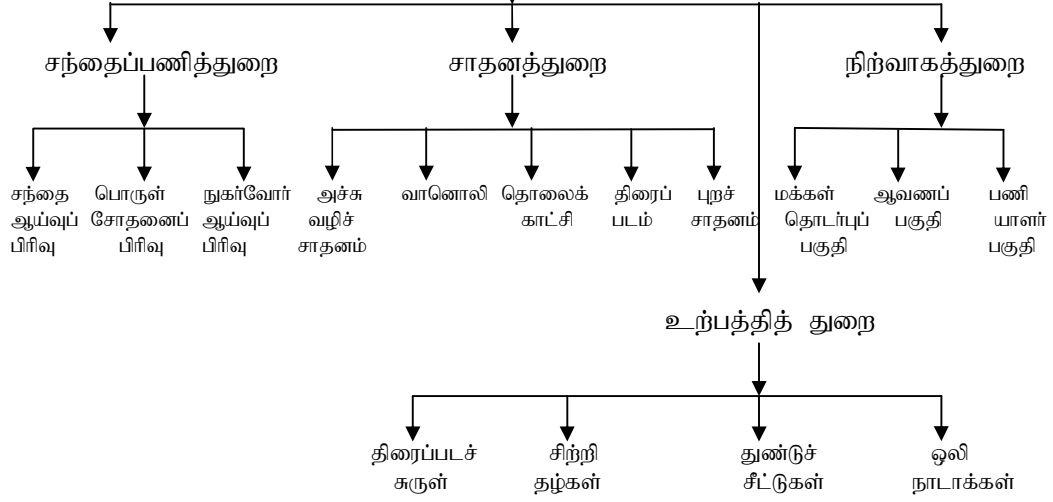 சந்தைப்பணித்துறை
சாதனத்துறை
நிற்வாகத்துறை
சந்தை
ஆய்வுப்
பிரிவு
பொருள்
சோதனைப்
பிரிவு
நுகர்வோர்
ஆய்வுப்
பிரிவு
அச்சு
வழிச்
சாதனம்
வானொலி
தொலைக்
காட்சி
திரைப்
படம்
புறச்
சாதனம்
மக்கள்
தொடர்புப்
பகுதி
ஆவணப்
பகுதி
பணி
யாளர்
பகுதி
உற்பத்தித் துறை
திரைப்படச்
சுருள்
சிற்றி
தழ்கள்
துண்டுச்
சீட்டுகள்
ஒலி
நாடாக்கள்